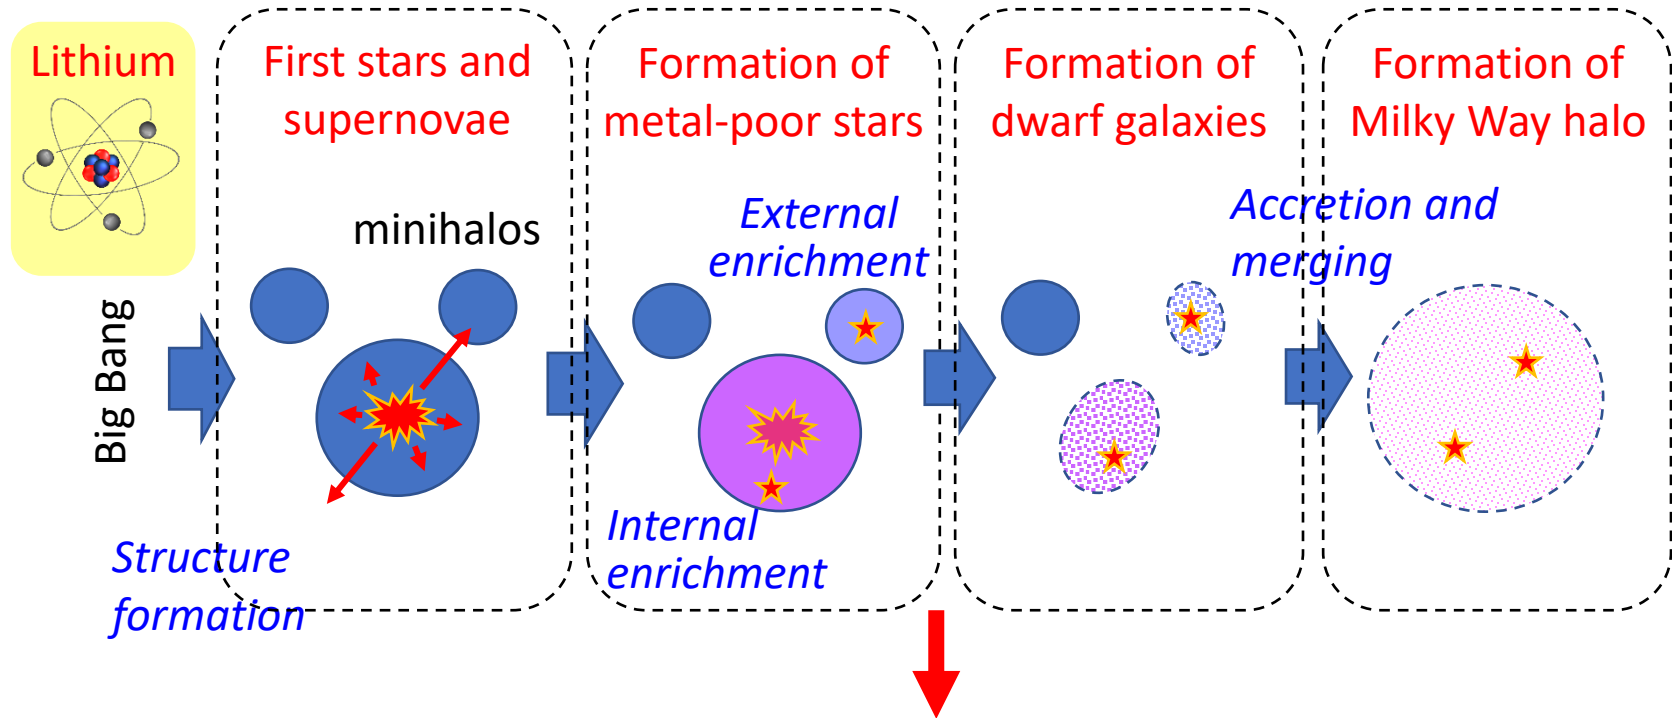 Lithium
Big Bang
Structure
formation
First stars and
supernovae
minihalos
Formation of
metal-poor stars
External
enrichment
Internal
enrichment
Formation of
dwarf galaxies
Accretion and
merging
Formation of
Milky Way halo